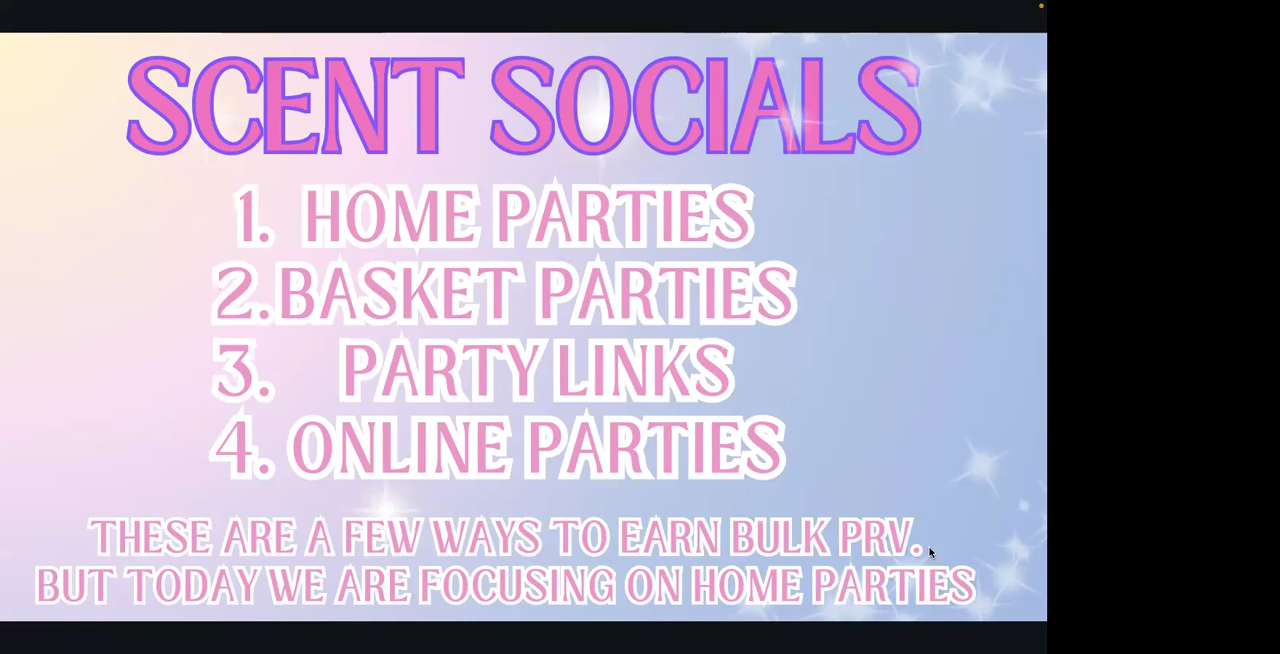 SCENT SOCIALS
1. HOME PARTIES
2. BASKET PARTIES
3. PARTY LINKS
4. ONLINE PARTIES
THESE ARE A FEW WAYS TO EARN BULK PRV.
BUT TODAY WE ARE FOCUSING ON HOME PARTIES